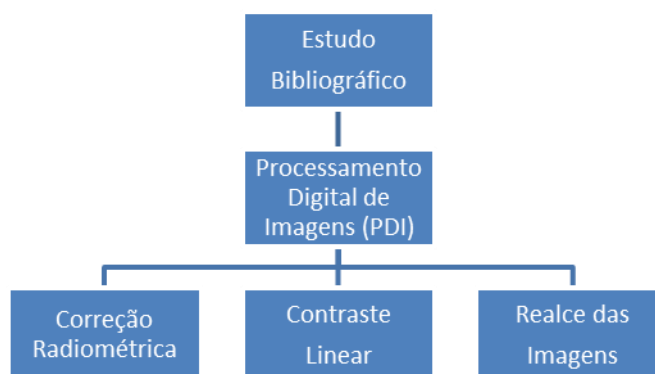 Estudo
Bibliográfico
Processamento
Digital de
Imagens (PDI)
Correção
Radiométrica
Contraste
Linear
Realce das
Imagens